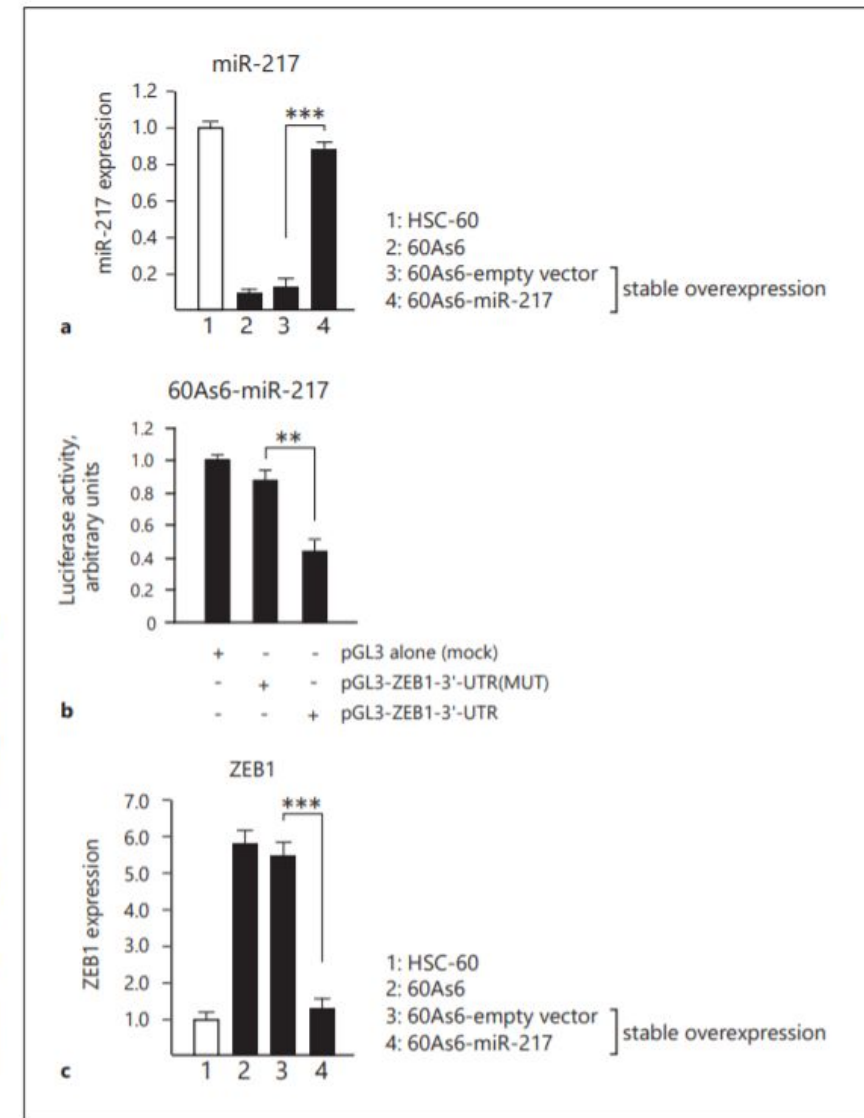 miR-217
miR-217 expression
1.2
1.0
0.8
0.6
0.4
0.2
***
1 2 3 4
1: HSC-60
2: 60As6
3: 60As6-empty vector
4: 60As6-miR-217
stable overexpression
a
60As6-miR-217
Luciferase activity,
arbitrary units
1.2
1.0
0.8
0.6
0.4
0.2
0
**
+ - - pGL3 alone (mock)
- + - pGL3-ZEB1-3'-UTR(MUT)
- - + pGL3-ZEB1-3'-UTR
b
ZEB1
ZEB1 expression
7.0
6.0
5.0
4.0
3.0
2.0
1.0
***
1 2 3 4
1: HSC-60
2: 60As6
3: 60As6-empty vector
4: 60As6-miR-217
stable overexpression
c